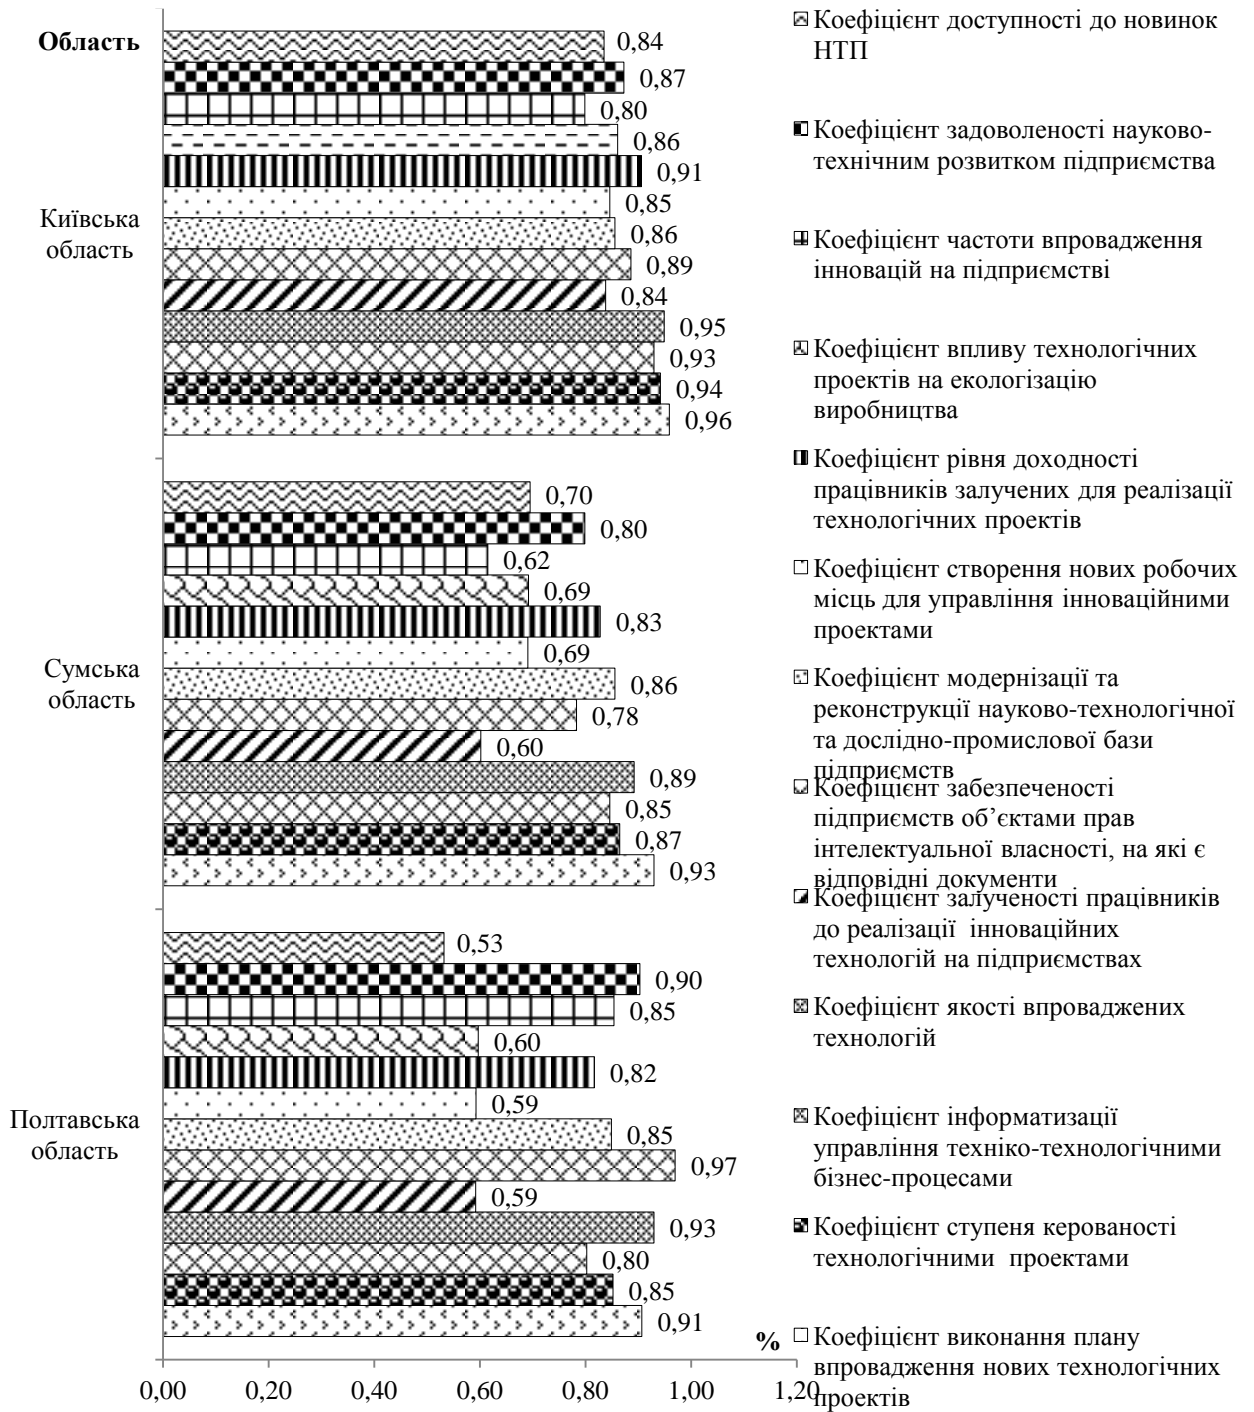 Область
Київська
область
0,84
0,87
0,80
0,86
0,91
0,85
0,86
0,89
0,84
0,95
0,93
0,94
0,96
Сумська
область
0,70
0,80
0,62
0,69
0,83
0,69
0,86
0,78
0,60
0,89
0,85
0,87
0,93
Полтавська
область
0,53
0,90
0,85
0,60
0,82
0,59
0,85
0,97
0,59
0,93
0,80
0,85
0,91
%
0,00 0,20 0,40 0,60 0,80 1,00 1,20
Коефіцієнт доступності до новинок
НТП
Коефіцієнт задоволеності науково-
технічним розвитком підприємства
Коефіцієнт частоти впровадження
інновацій на підприємстві
Коефіцієнт впливу технологічних
проектів на екологізацію
виробництва
Коефіцієнт рівня доходності
працівників залучених для реалізації
технологічних проектів
Коефіцієнт створення нових робочих
місць для управління інноваційними
проектами
Коефіцієнт модернізації та
реконструкції науково-технологічної
та дослідно-промислової бази
підприємств
Коефіцієнт забезпеченості
підприємств об’єктами прав
інтелектуальної власності, на які є
відповідні документи
Коефіцієнт залученості працівників
до реалізації інноваційних
технологій на підприємствах
Коефіцієнт якості впроваджених
технологій
Коефіцієнт інформатизації
управління техніко-технологічними
бізнес-процесами
Коефіцієнт ступеня керованості
технологічними проектами
Коефіцієнт виконання плану
впровадження нових технологічних
проектів